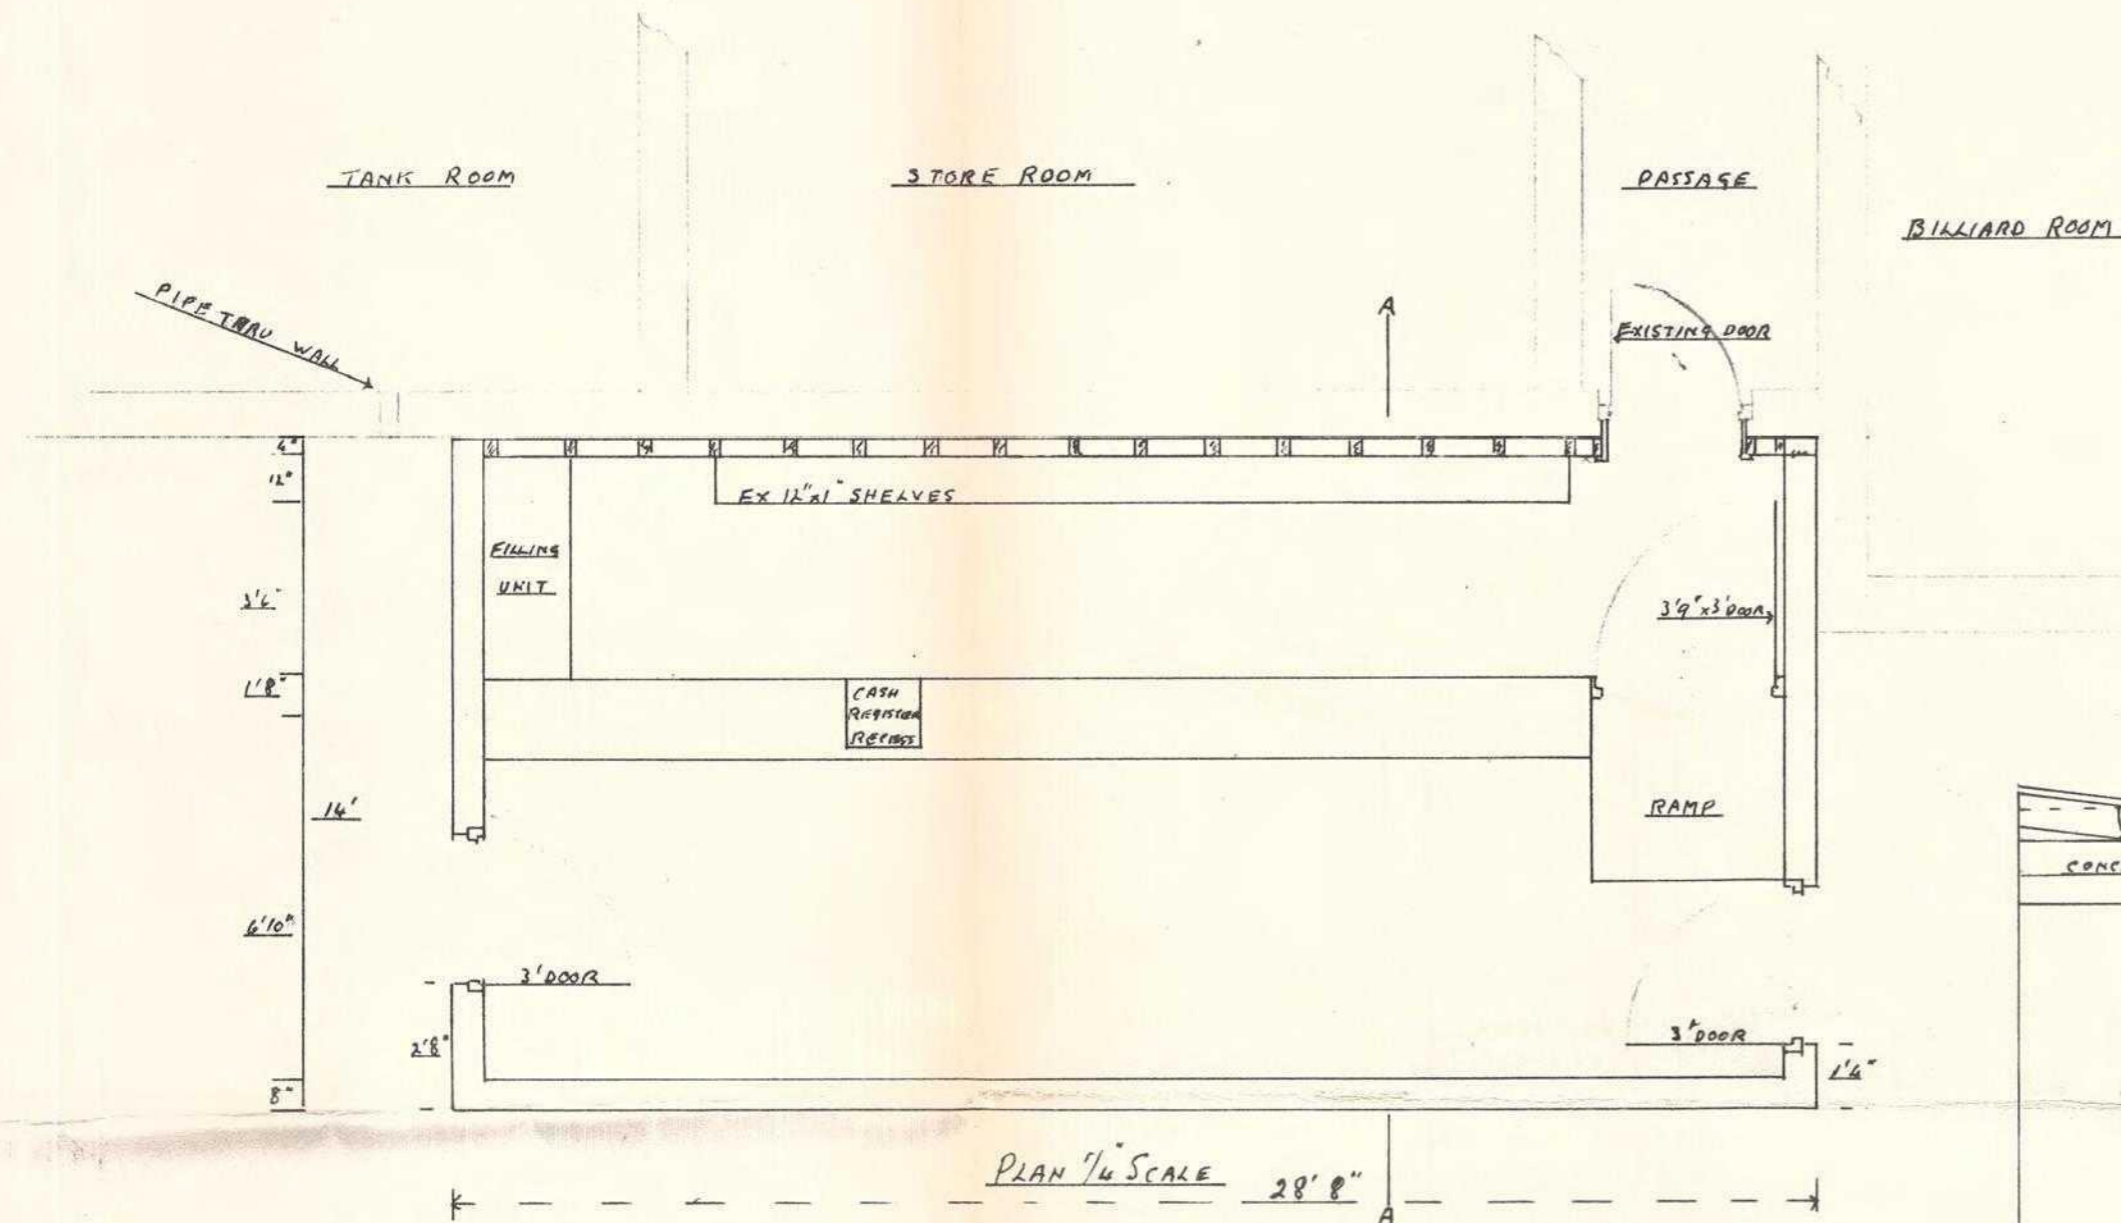 TANK ROOM
STORE ROOM
PASSAGE
BILLIARD ROOM
PIPE THRU WALL
A
EXISTING DOOR
4"
12"
EX 12"x1" SHELVES
FILLING
UNIT
3'6"
3'9"x3' DOOR
1'8"
CASH
REGISTER
RECESS
14'
RAMP
CONC
6'10"
3' DOOR
2'8"
3' DOOR
1'4"
8"
PLAN 1/4" SCALE
28' 8"
A